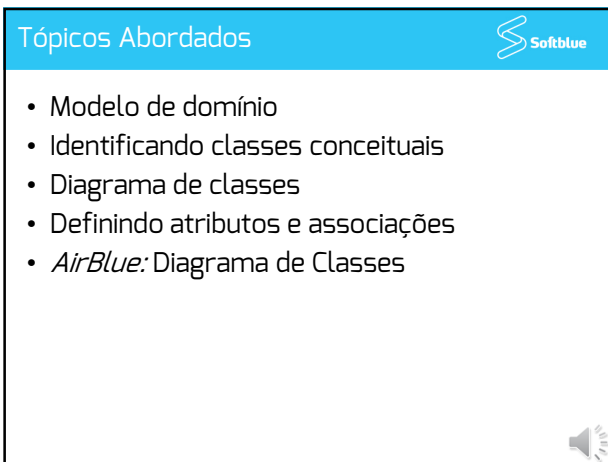 Tópicos Abordados
Softblue
• Modelo de domínio
• Identificando classes conceituais
• Diagrama de classes
• Definindo atributos e associações
• AirBlue: Diagrama de Classes